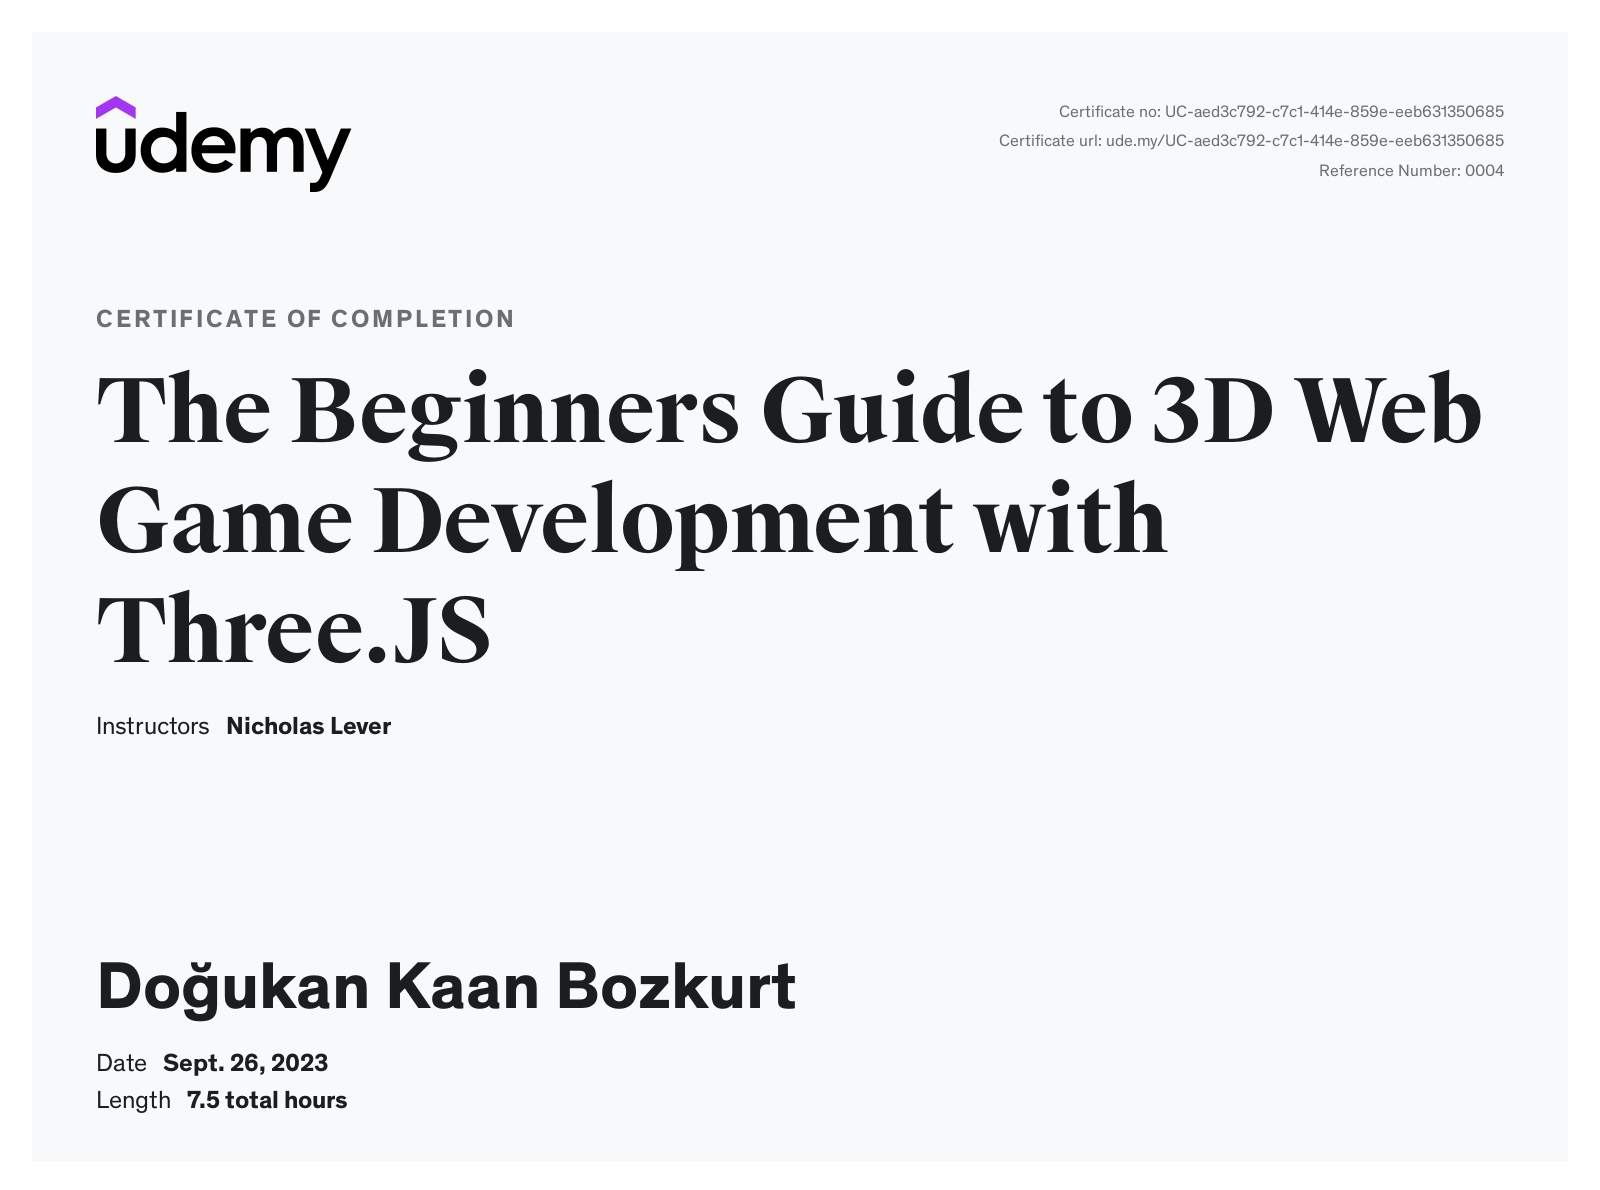 udemy
Certificate no: UC-aed3c792-c7c1-414e-859e-eeb631350685
Certificate url: ude.my/UC-aed3c792-c7c1-414e-859e-eeb631350685
Reference Number: 0004
CERTIFICATE OF COMPLETION
The Beginners Guide to 3D Web
Game Development with
Three.JS
Instructors Nicholas Lever
Doğukan Kaan Bozkurt
Date Sept. 26, 2023
Length 7.5 total hours